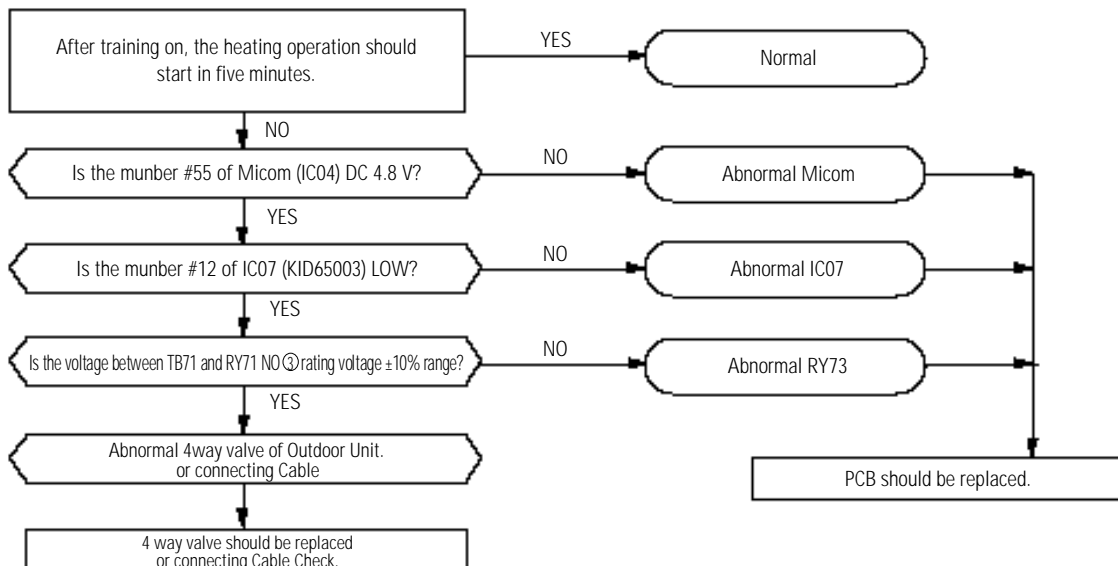 After training on, the heating operation should
start in five minutes.
YES
Normal
NO
Is the munber #55 of Micom (IC04) DC 4.8 V?
NO
Abnormal Micom
YES
Is the munber #12 of IC07 (KID65003) LOW?
NO
Abnormal IC07
YES
Is the voltage between TB71 and RY71 NO③rating voltage ±10% range?
NO
Abnormal RY73
YES
Abnormal 4way valve of Outdoor Unit.
or connecting Cable
PCB should be replaced.
4 way valve should be replaced
or connecting Cable Check.